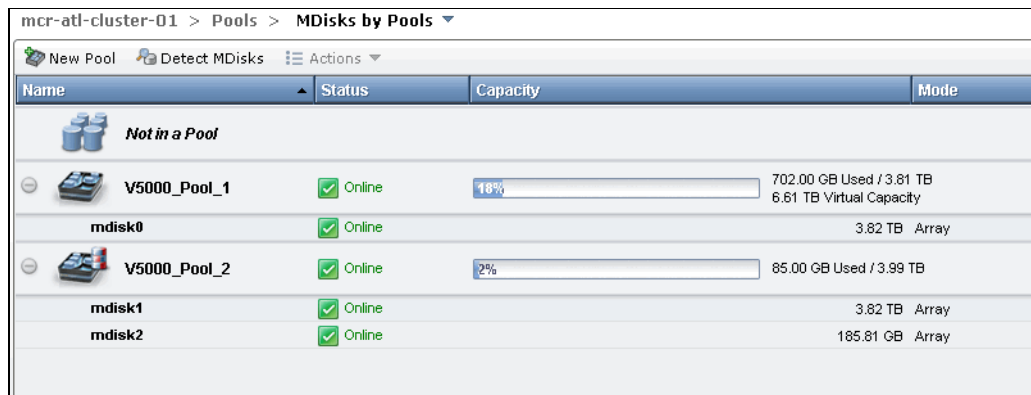 mcr-atl-cluster-01 > Pools > MDisks by Pools
New Pool Detect MDisks Actions
Name Status Capacity Mode
Not in a Pool
V5000_Pool_1 Online 18% 702.00 GB Used / 3.81 TB
6.61 TB Virtual Capacity
mdisk0 Online 3.82 TB Array
V5000_Pool_2 Online 2% 85.00 GB Used / 3.99 TB
mdisk1 Online 3.82 TB Array
mdisk2 Online 185.81 GB Array